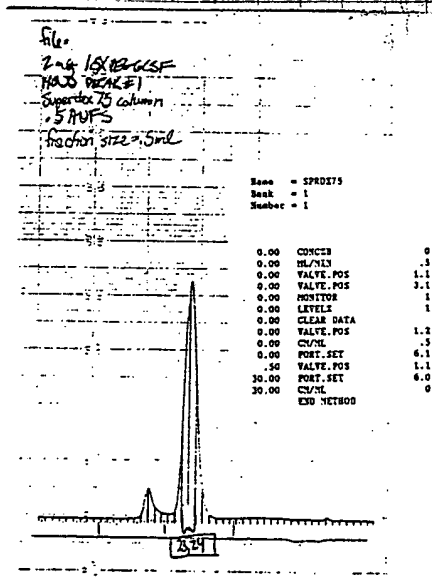 file
Superdex 75 column
.5 AUFS
fraction size = .5ml
Name = SPRDX75
Bank = 1
Number = 1
0.00 CONC%B 0
0.00 ML/MIN .5
0.00 VALVE.POS 1.1
0.00 VALVE.POS 3.1
0.00 MONITOR 1
0.00 LEVEL% 1
0.00 CLEAR DATA
0.00 VALVE.POS 1.2
0.00 CM/ML .5
0.00 PORT.SET 6.1
.50 VALVE.POS 1.1
30.00 PORT.SET 6.0
30.00 CM/ML 0
END METHOD
23,24